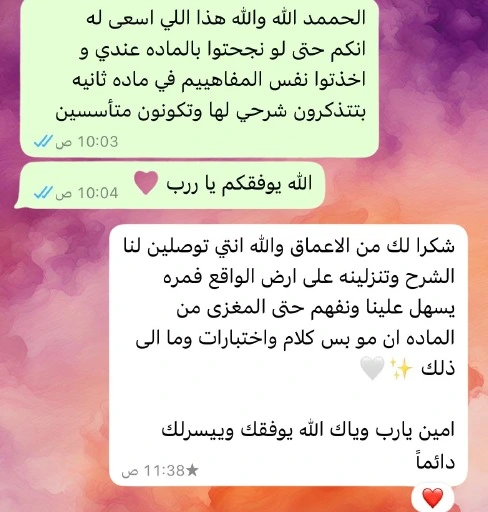 الحممد الله والله هذا اللي اسعى له
انكم حتى لو نجحتوا بالماده عندي و
اخذتوا نفس المفاهييم في ماده ثانيه
بتتذكرون شرحي لها وتكونون متأسسين
10:03 ص
الله يوفقكم يا ررب 💗
10:04 ص
شكرا لك من الاعماق والله انتي توصلين لنا
الشرح وتنزلينه على ارض الواقع فمره
يسهل علينا ونفهم حتى المغزى من
الماده ان مو بس كلام واختبارات وما الى
ذلك ✨🤍
امين يارب وياك الله يوفقك وييسرلك
دائماً
11:38 ص